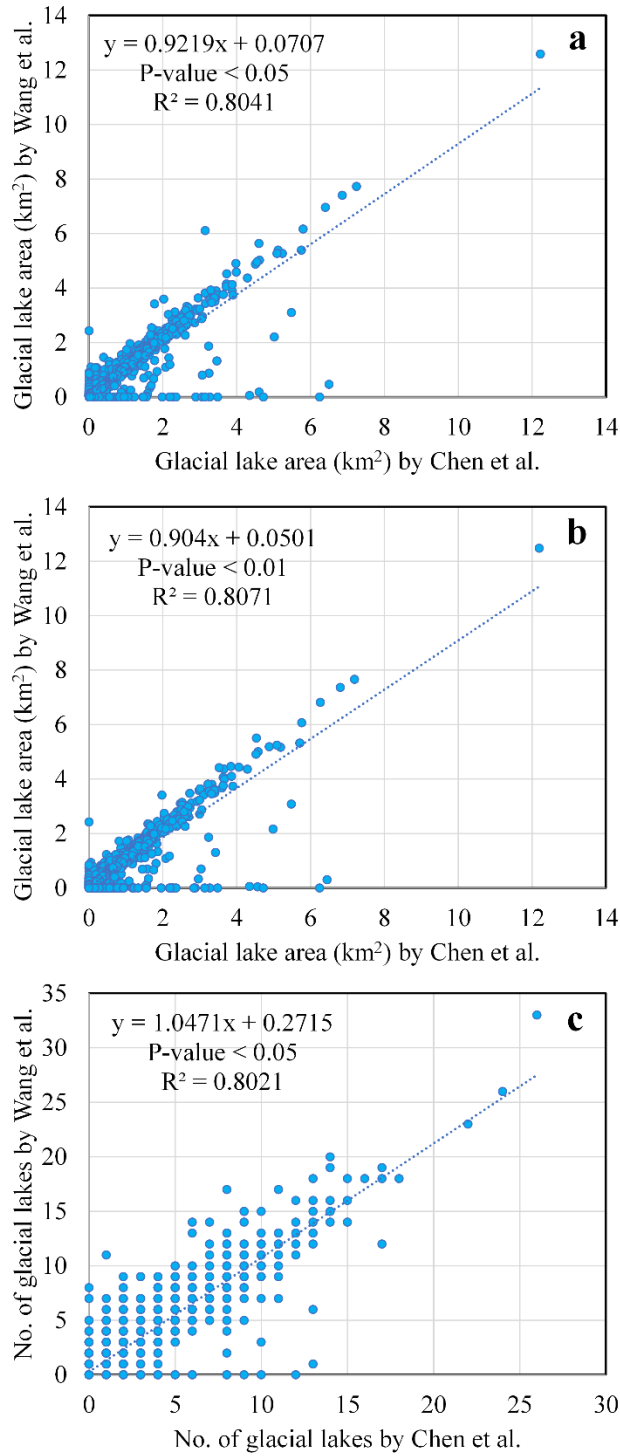 14
12
10
8
6
4
2
0
y = 0.9219x + 0.0707
P-value < 0.05
R² = 0.8041
a
Glacial lake area (km²) by Wang et al.
0 2 4 6 8 10 12 14
Glacial lake area (km²) by Chen et al.
14
12
10
8
6
4
2
0
y = 0.904x + 0.0501
P-value < 0.01
R² = 0.8071
b
Glacial lake area (km²) by Wang et al.
0 2 4 6 8 10 12 14
Glacial lake area (km²) by Chen et al.
35
30
25
20
15
10
5
0
y = 1.0471x + 0.2715
P-value < 0.05
R² = 0.8021
c
No. of glacial lakes by Wang et al.
0 5 10 15 20 25 30
No. of glacial lakes by Chen et al.